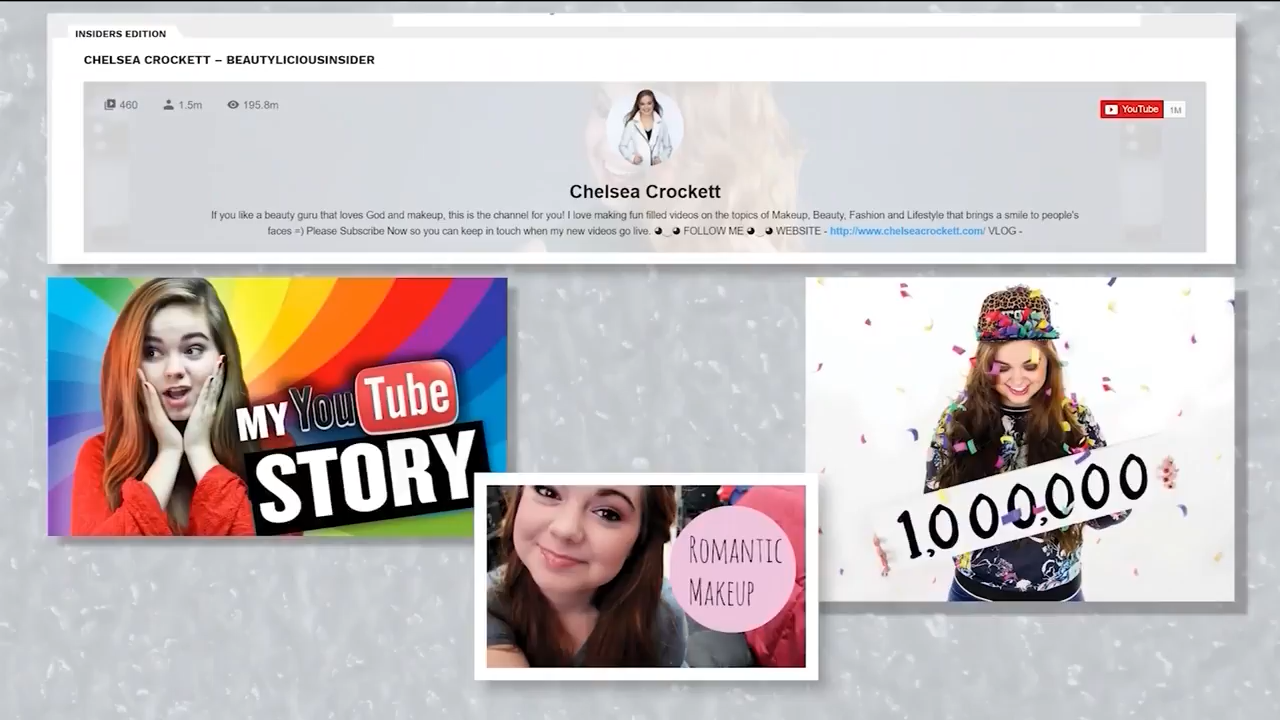 INSIDERS EDITION
CHELSEA CROCKETT – BEAUTYLICIOUSINSIDER
460 1.5m 195.8m
YouTube 1M
Chelsea Crockett
If you like a beauty guru that loves God and makeup, this is the channel for you! I love making fun filled videos on the topics of Makeup, Beauty, Fashion and Lifestyle that brings a smile to people's
faces =) Please Subscribe Now so you can keep in touch when my new videos go live. ◕‿◕ FOLLOW ME ◕‿◕ WEBSITE - http://www.chelseacrockett.com/ VLOG -
MY YouTube
STORY
1,000,000
ROMANTIC
MAKEUP